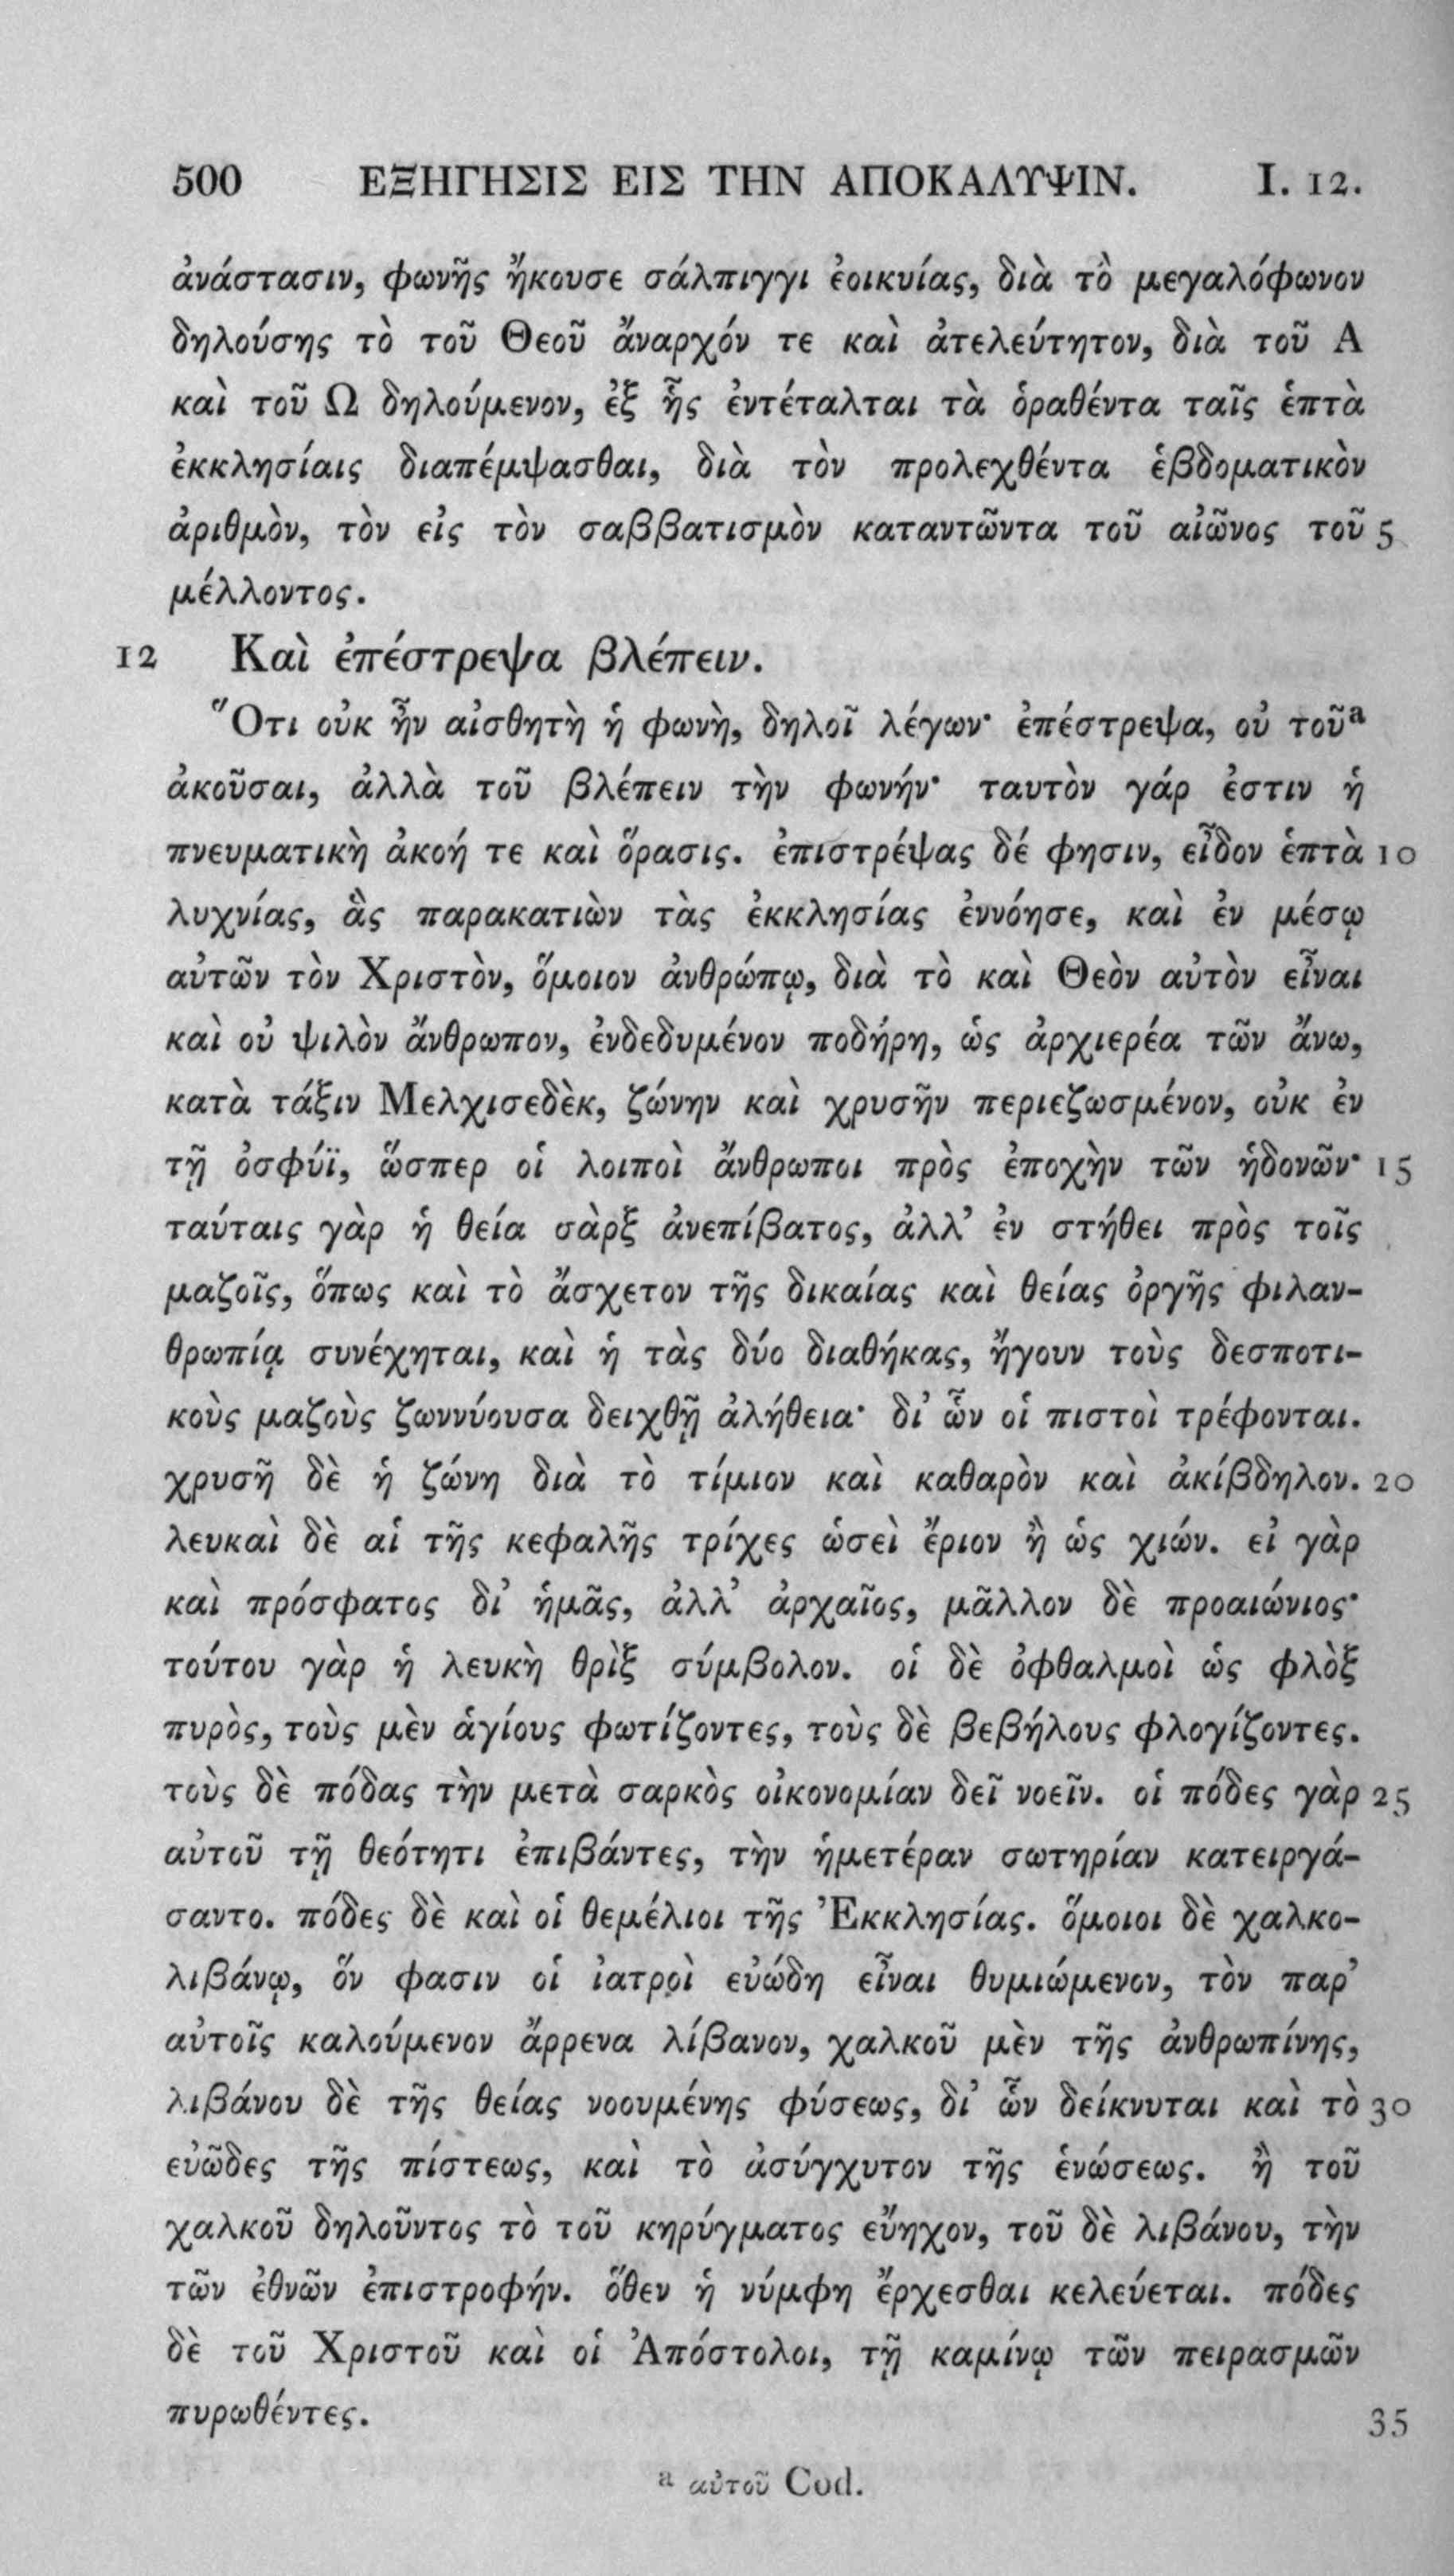 500 ΕΞΗΓΗΣΙΣ ΕΙΣ ΤΗΝ ΑΠΟΚΑΛΥΨΙΝ. I. 12.
ἀνάστασιν, φωνῆς ἤκουσε σάλπιγγι ἐοικυίας, διὰ τὸ μεγαλόφωνον
δηλούσης τὸ τοῦ Θεοῦ ἄναρχόν τε καὶ ἀτελεύτητον, διὰ τοῦ Α
καὶ τοῦ Ω δηλούμενον, ἐξ ἧς ἐντέταλται τὰ ὁραθέντα ταῖς ἑπτὰ
ἐκκλησίαις διαπέμψασθαι, διὰ τὸν προλεχθέντα ἑβδοματικὸν
ἀριθμὸν, τὸν εἰς τὸν σαββατισμὸν καταντῶντα τοῦ αἰῶνος τοῦ 5
μέλλοντος.
12 Καὶ ἐπέστρεψα βλέπειν.
Ὅτι οὐκ ἦν αἰσθητὴ ἡ φωνὴ, δηλοῖ λέγων· ἐπέστρεψα, οὐ τοῦ a
ἀκοῦσαι, ἀλλὰ τοῦ βλέπειν τὴν φωνήν· ταυτὸν γάρ ἐστιν ἡ
πνευματικὴ ἀκοή τε καὶ ὅρασις. ἐπιστρέψας δέ φησιν, εἶδον ἑπτὰ 10
λυχνίας, ἃς παρακατιὼν τὰς ἐκκλησίας ἐννόησε, καὶ ἐν μέσῳ
αὐτῶν τὸν Χριστὸν, ὅμοιον ἀνθρώπῳ, διὰ τὸ καὶ Θεὸν αὐτὸν εἶναι
καὶ οὐ ψιλὸν ἄνθρωπον, ἐνδεδυμένον ποδήρη, ὡς ἀρχιερέα τῶν ἄνω,
κατὰ τάξιν Μελχισεδὲκ, ζώνην καὶ χρυσῆν περιεζωσμένον, οὐκ ἐν
τῇ ὀσφύϊ, ὥσπερ οἱ λοιποὶ ἄνθρωποι πρὸς ἐποχὴν τῶν ἡδονῶν· 15
ταύταις γὰρ ἡ θεία σὰρξ ἀνεπίβατος, ἀλλ’ ἐν στήθει πρὸς τοῖς
μαζοῖς, ὅπως καὶ τὸ ἄσχετον τῆς δικαίας καὶ θείας ὀργῆς φιλαν-
θρωπίᾳ συνέχηται, καὶ ἡ τὰς δύο διαθήκας, ἤγουν τοὺς δεσποτι-
κοὺς μαζοὺς ζωννύουσα δειχθῇ ἀλήθεια· δι’ ὧν οἱ πιστοὶ τρέφονται.
χρυσῆ δὲ ἡ ζώνη διὰ τὸ τίμιον καὶ καθαρὸν καὶ ἀκίβδηλον. 20
λευκαὶ δὲ αἱ τῆς κεφαλῆς τρίχες ὡσεὶ ἔριον ἢ ὡς χιών. εἰ γὰρ
καὶ πρόσφατος δι’ ἡμᾶς, ἀλλ’ ἀρχαῖος, μᾶλλον δὲ προαιώνιος·
τούτου γὰρ ἡ λευκὴ θρὶξ σύμβολον. οἱ δὲ ὀφθαλμοὶ ὡς φλὸξ
πυρὸς, τοὺς μὲν ἁγίους φωτίζοντες, τοὺς δὲ βεβήλους φλογίζοντες.
τοὺς δὲ πόδας τὴν μετὰ σαρκὸς οἰκονομίαν δεῖ νοεῖν. οἱ πόδες γὰρ 25
αὐτοῦ τῇ θεότητι ἐπιβάντες, τὴν ἡμετέραν σωτηρίαν κατειργά-
σαντο. πόδες δὲ καὶ οἱ θεμέλιοι τῆς Ἐκκλησίας. ὅμοιοι δὲ χαλκο-
λιβάνῳ, ὅν φασιν οἱ ἰατροὶ εὐώδη εἶναι θυμιώμενον, τὸν παρ’
αὐτοῖς καλούμενον ἄρρενα λίβανον, χαλκοῦ μὲν τῆς ἀνθρωπίνης,
λιβάνου δὲ τῆς θείας νοουμένης φύσεως, δι’ ὧν δείκνυται καὶ τὸ 30
εὐῶδες τῆς πίστεως, καὶ τὸ ἀσύγχυτον τῆς ἑνώσεως. ἢ τοῦ
χαλκοῦ δηλοῦντος τὸ τοῦ κηρύγματος εὔηχον, τοῦ δὲ λιβάνου, τὴν
τῶν ἐθνῶν ἐπιστροφήν. ὅθεν ἡ νύμφη ἔρχεσθαι κελεύεται. πόδες
δὲ τοῦ Χριστοῦ καὶ οἱ Ἀπόστολοι, τῇ καμίνῳ τῶν πειρασμῶν
πυρωθέντες. 35
a αὐτοῦ Cod.